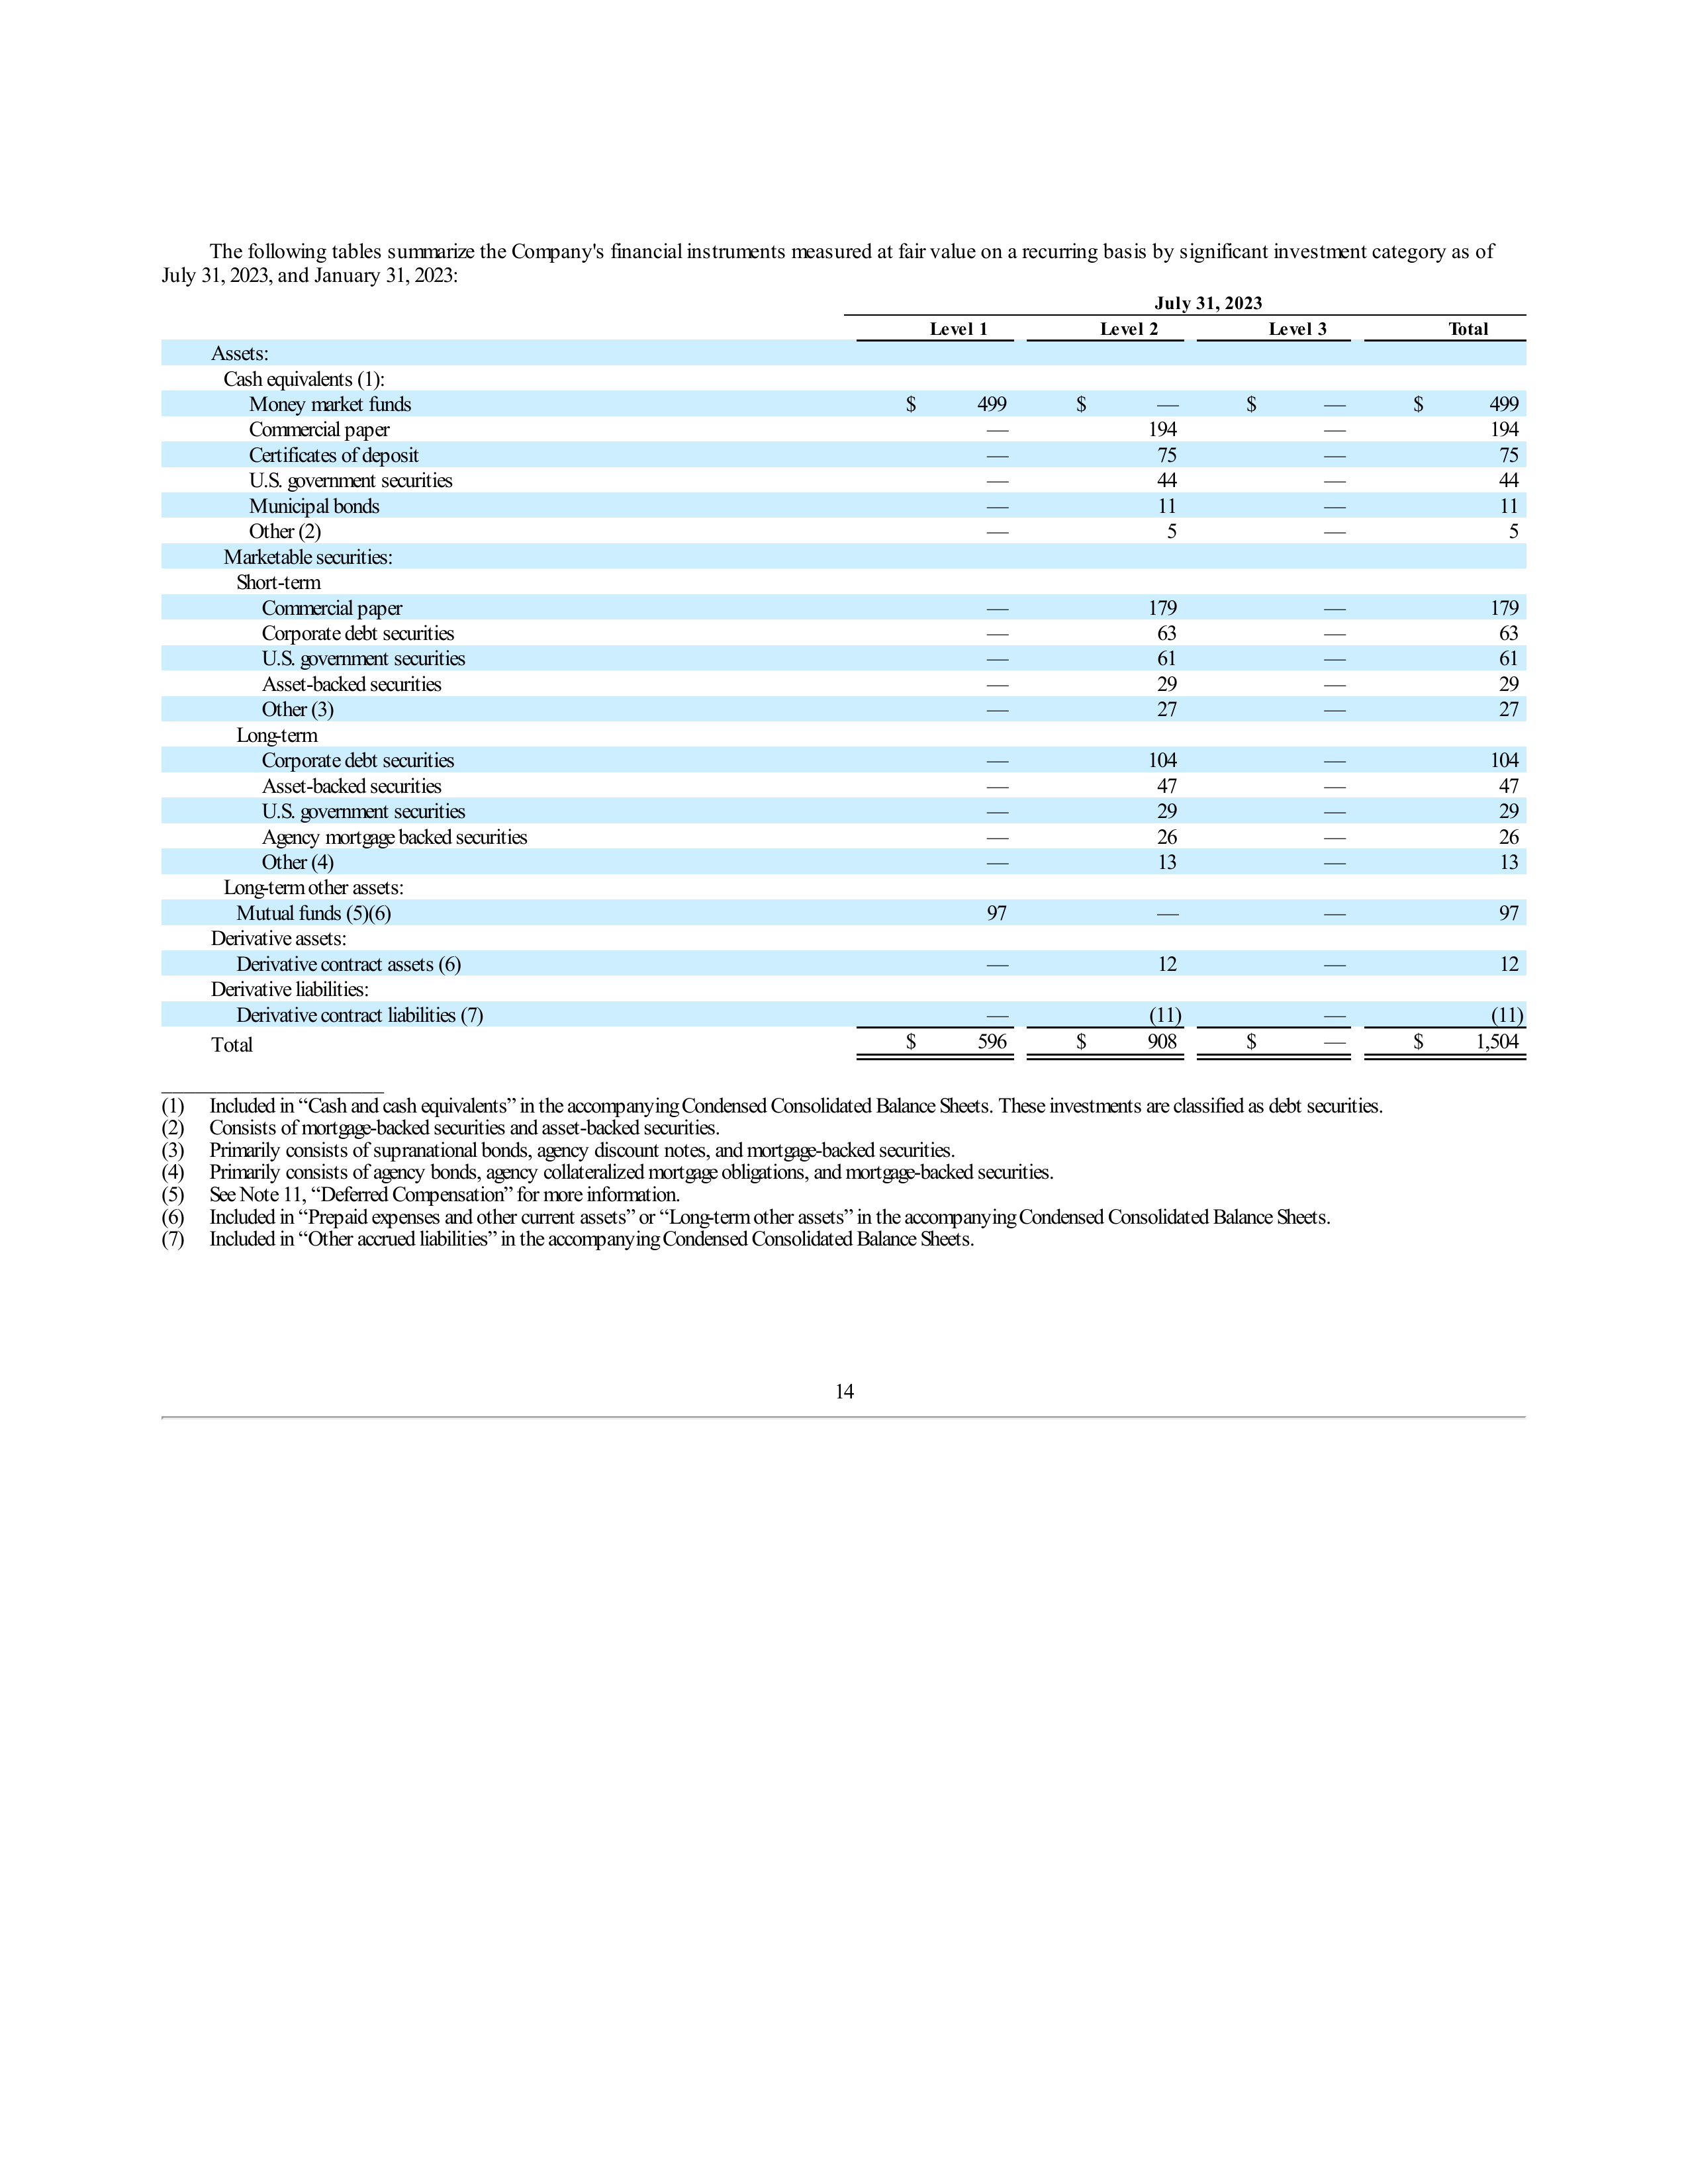 The following tables summarize the Company's financial instruments measured at fair value on a recurring basis by significant investment category as of
July 31, 2023, and January 31, 2023:
July 31, 2023
Level 1 Level 2 Level 3 Total
Assets:
Cash equivalents (1):
Money market funds $ 499 $ — $ — $ 499
Commercial paper — 194 — 194
Certificates of deposit — 75 — 75
U.S. government securities — 44 — 44
Municipal bonds — 11 — 11
Other (2) — 5 — 5
Marketable securities:
Short-term
Commercial paper — 179 — 179
Corporate debt securities — 63 — 63
U.S. government securities — 61 — 61
Asset-backed securities — 29 — 29
Other (3) — 27 — 27
Long-term
Corporate debt securities — 104 — 104
Asset-backed securities — 47 — 47
U.S. government securities — 29 — 29
Agency mortgage backed securities — 26 — 26
Other (4) — 13 — 13
Long-term other assets:
Mutual funds (5)(6) 97 — — 97
Derivative assets:
Derivative contract assets (6) — 12 — 12
Derivative liabilities:
Derivative contract liabilities (7) — (11) — (11)
Total $ 596 $ 908 $ — $ 1,504
(1) Included in “Cash and cash equivalents” in the accompanying Condensed Consolidated Balance Sheets. These investments are classified as debt securities.
(2) Consists of mortgage-backed securities and asset-backed securities.
(3) Primarily consists of supranational bonds, agency discount notes, and mortgage-backed securities.
(4) Primarily consists of agency bonds, agency collateralized mortgage obligations, and mortgage-backed securities.
(5) See Note 11, “Deferred Compensation” for more information.
(6) Included in “Prepaid expenses and other current assets” or “Long-term other assets” in the accompanying Condensed Consolidated Balance Sheets.
(7) Included in “Other accrued liabilities” in the accompanying Condensed Consolidated Balance Sheets.
14